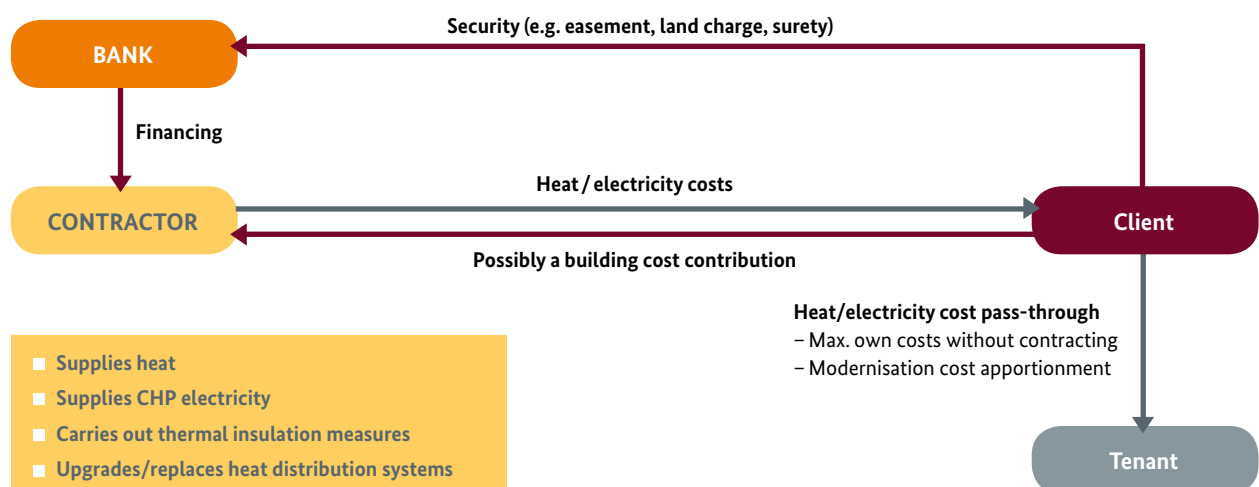 Security (e.g. easement, land charge, surety)
BANK
Financing
Heat / electricity costs
CONTRACTOR
Client
Possibly a building cost contribution
Heat/electricity cost pass-through
– Max. own costs without contracting
– Modernisation cost apportionment
Supplies heat
Supplies CHP electricity
Carries out thermal insulation measures
Upgrades/replaces heat distribution systems
Tenant